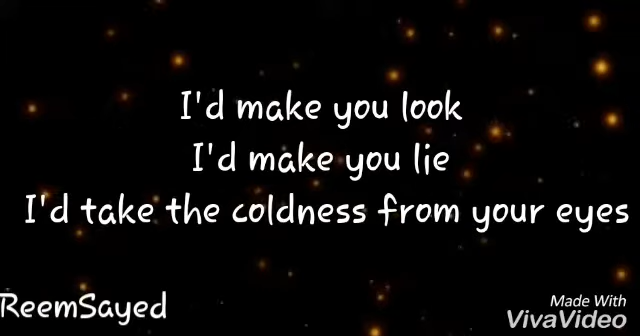 I'd make you look
I'd make you lie
I'd take the coldness from your eyes
ReemSayed
Made With
VivaVideo